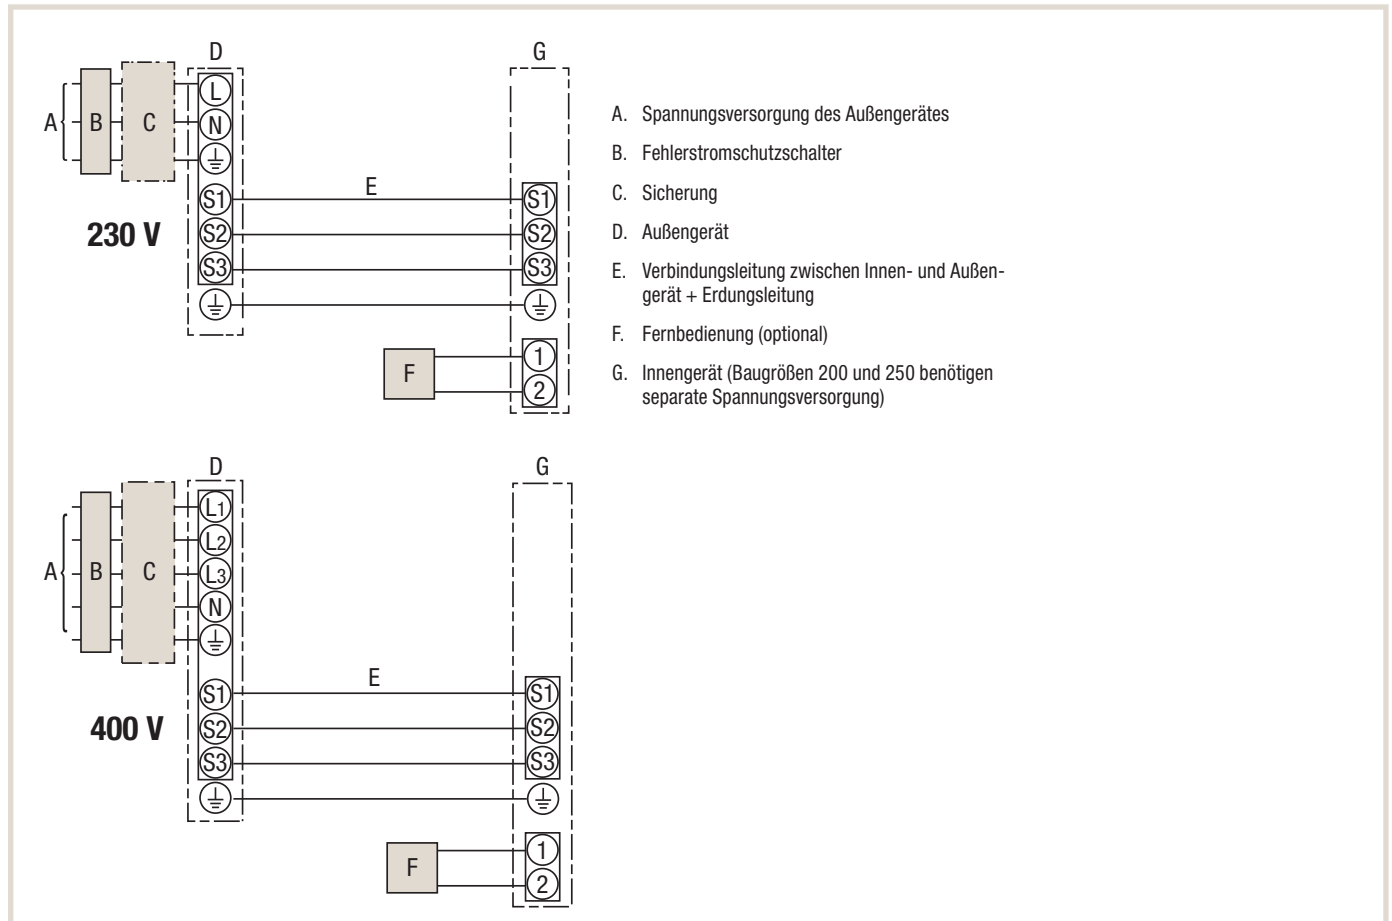 D
G
A
B
C
L
N
S1
E
S1
230 V
S2
S2
S3
S3
F
1
2
A. Spannungsversorgung des Außengerätes
B. Fehlerstromschutzschalter
C. Sicherung
D. Außengerät
E. Verbindungsleitung zwischen Innen- und Außen-
gerät + Erdungsleitung
F. Fernbedienung (optional)
G. Innengerät (Baugrößen 200 und 250 benötigen
separate Spannungsversorgung)
D
G
L1
L2
A
B
C
L3
N
S1
E
S1
400 V
S2
S2
S3
S3
F
1
2